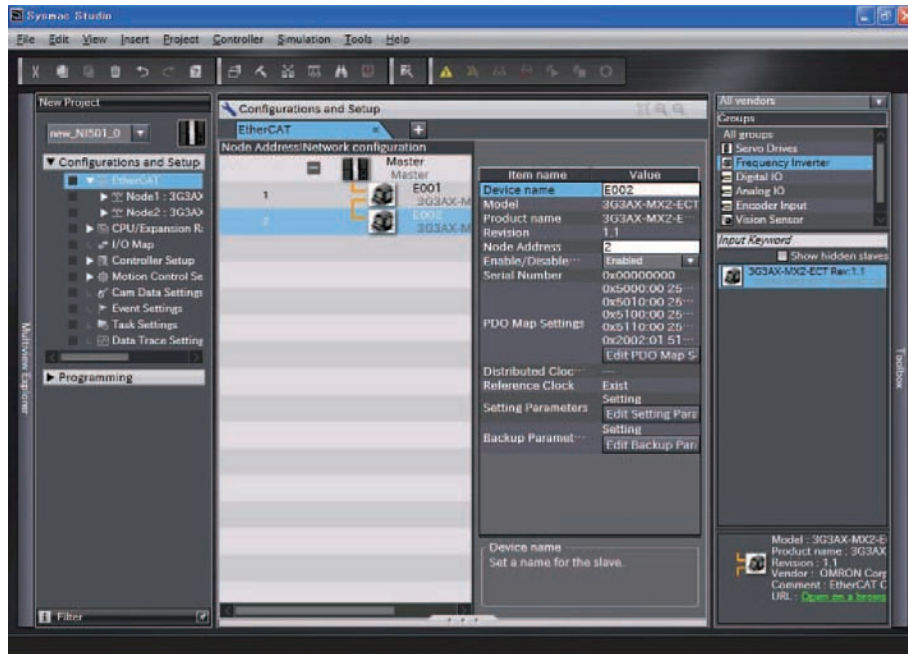 Sysmac Studio
File Edit View Insert Project Controller Simulation Tools Help
New Project
new_NJ501_0
Configurations and Setup
EtherCAT
Node1 : 3G3AX
Node2 : 3G3AX
CPU/Expansion R
I/O Map
Controller Setup
Motion Control Se
Cam Data Settings
Event Settings
Task Settings
Data Trace Setting
Programming
Filter
Multiview Explorer
Configurations and Setup
EtherCAT
Node Address|Network configuration
Master
Master
1
E001
3G3AX-M
2
E002
3G3AX-M
Item name Value
Device name E002
Model 3G3AX-MX2-ECT
Product name 3G3AX-MX2-E
Revision 1.1
Node Address 2
Enable/Disable··· Enabled
Serial Number 0x00000000
PDO Map Settings
0x5000:00 25···
0x5010:00 25···
0x5100:00 26···
0x5110:00 26···
0x2002:01 51···
Edit PDO Map S
Distributed Cloc··· ---
Reference Clock Exist
Setting Parameters
Setting
Edit Setting Para
Backup Paramet···
Setting
Edit Backup Para
Device name
Set a name for the slave.
All vendors
Groups
All groups
Servo Drives
Frequency Inverter
Digital IO
Analog IO
Encoder Input
Vision Sensor
Input Keyword
Show hidden slaves
3G3AX-MX2-ECT Rev:1.1
Model : 3G3AX-MX2-E
Product name : 3G3AX
Revision : 1.1
Vendor : OMRON Corp
Comment : EtherCAT C
URL : Open on a brows
Toolbox